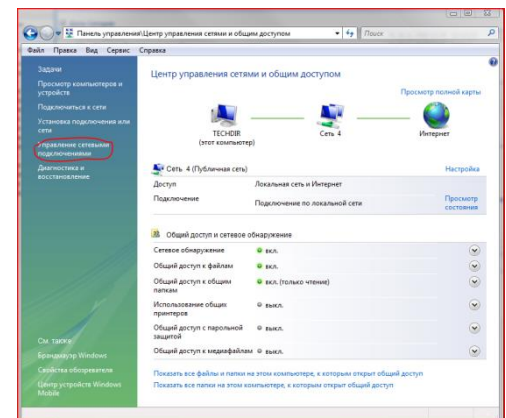 Панель управления\Центр управления сетями и общим доступом
Поиск
Файл Правка Вид Сервис Справка
Задачи
Просмотр компьютеров и
устройств
Подключиться к сети
Установка подключения или
сети
Управление сетевыми
подключениями
Диагностика и
восстановление
См. также
Брандмауэр Windows
Свойства обозревателя
Центр устройств Windows
Mobile
Центр управления сетями и общим доступом
Просмотр полной карты
TECHDIR
(этот компьютер)
Сеть 4
Интернет
Сеть 4 (Публичная сеть)
Настройка
Доступ
Локальная сеть и Интернет
Подключение
Подключение по локальной сети
Просмотр
состояния
Общий доступ и сетевое обнаружение
Сетевое обнаружение
вкл.
Общий доступ к файлам
вкл.
Общий доступ к общим
папкам
вкл. (только чтение)
Использование общих
принтеров
выкл.
Общий доступ с парольной
защитой
выкл.
Общий доступ к медиафайлам
выкл.
Показать все файлы и папки на этом компьютере, к которым открыт общий доступ
Показать все папки на этом компьютере, к которым открыт общий доступ